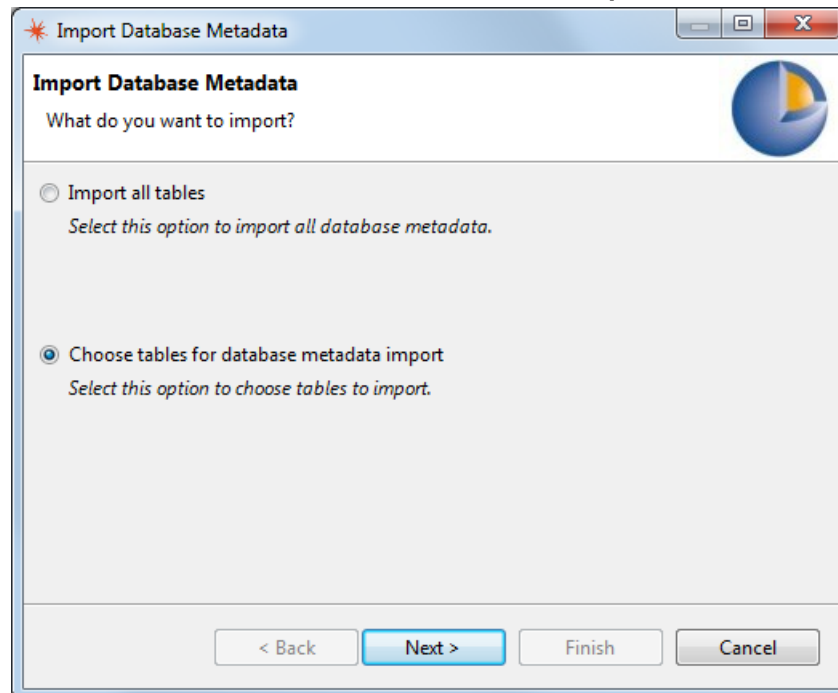 Import Database Metadata
Import Database Metadata
What do you want to import?
Import all tables
Select this option to import all database metadata.
Choose tables for database metadata import
Select this option to choose tables to import.
< Back Next > Finish Cancel